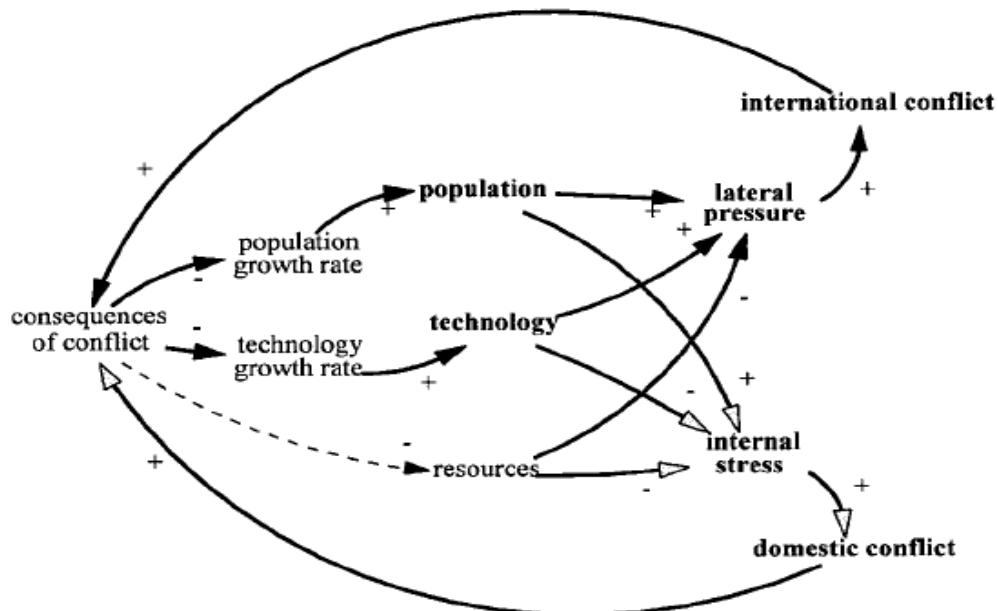 international conflict
+
+
population
lateral
pressure
+
+
+
+
population
growth rate
-
-
consequences
of conflict
-
technology
technology
growth rate
+
-
+
-
internal
stress
+
resources
-
+
domestic conflict